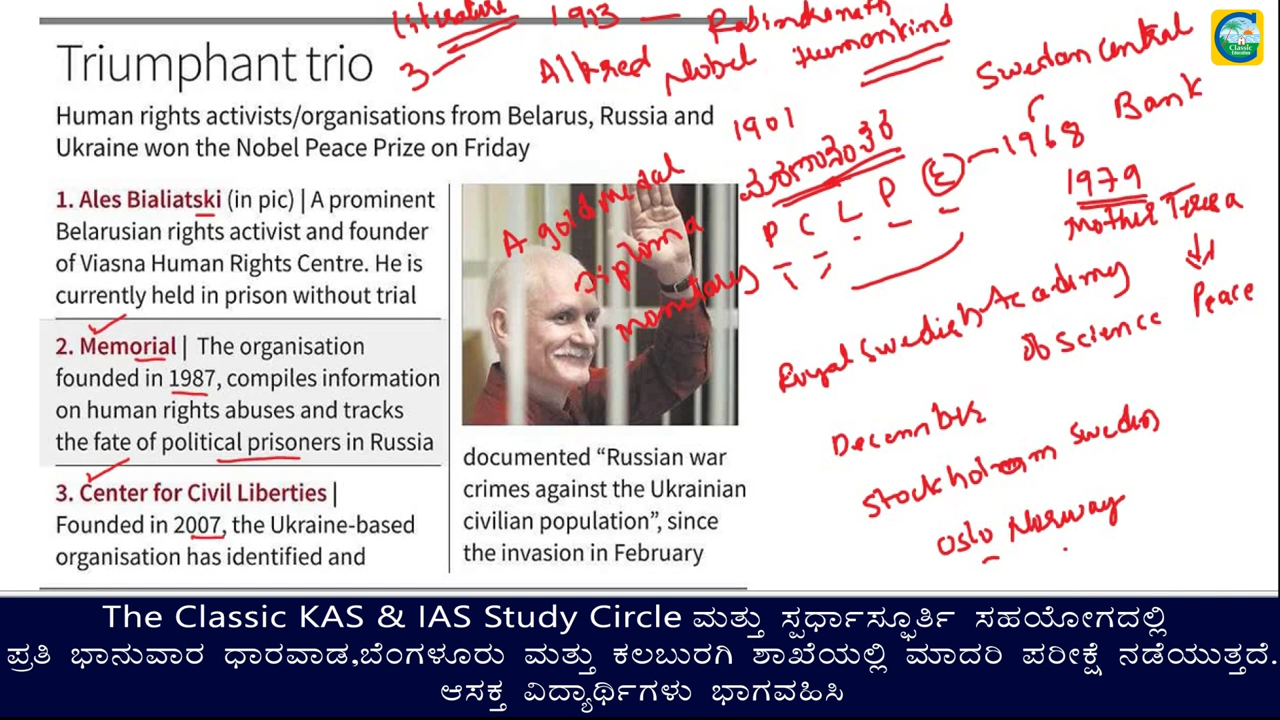 Literature 1913 — Rabindranath
3 Alfred Nobel Humankind
Triumphant trio
Human rights activists/organisations from Belarus, Russia and
Ukraine won the Nobel Peace Prize on Friday
1. Ales Bialiatski (in pic) | A prominent
Belarusian rights activist and founder
of Viasna Human Rights Centre. He is
currently held in prison without trial
2. Memorial | The organisation
founded in 1987, compiles information
on human rights abuses and tracks
the fate of political prisoners in Russia
3. Center for Civil Liberties |
Founded in 2007, the Ukraine-based
organisation has identified and
documented “Russian war
crimes against the Ukrainian
civilian population”, since
the invasion in February
A gold medal
Diploma
monetary
1901
ಮರಣಾನಂತರ
P C L P E – 1968
Swedan central
Bank
1979
Mother Teresa
Peace
Royal Swedish Academy
of Science
December
Stockholm Sweden
Oslo Norway
Classic
Education
The Classic KAS & IAS Study Circle ಮತ್ತು ಸ್ಪರ್ಧಾಸ್ಫೂರ್ತಿ ಸಹಯೋಗದಲ್ಲಿ
ಪ್ರತಿ ಭಾನುವಾರ ಧಾರವಾಡ,ಬೆಂಗಳೂರು ಮತ್ತು ಕಲಬುರಗಿ ಶಾಖೆಯಲ್ಲಿ ಮಾದರಿ ಪರೀಕ್ಷೆ ನಡೆಯುತ್ತದೆ.
ಆಸಕ್ತ ವಿದ್ಯಾರ್ಥಿಗಳು ಭಾಗವಹಿಸಿ